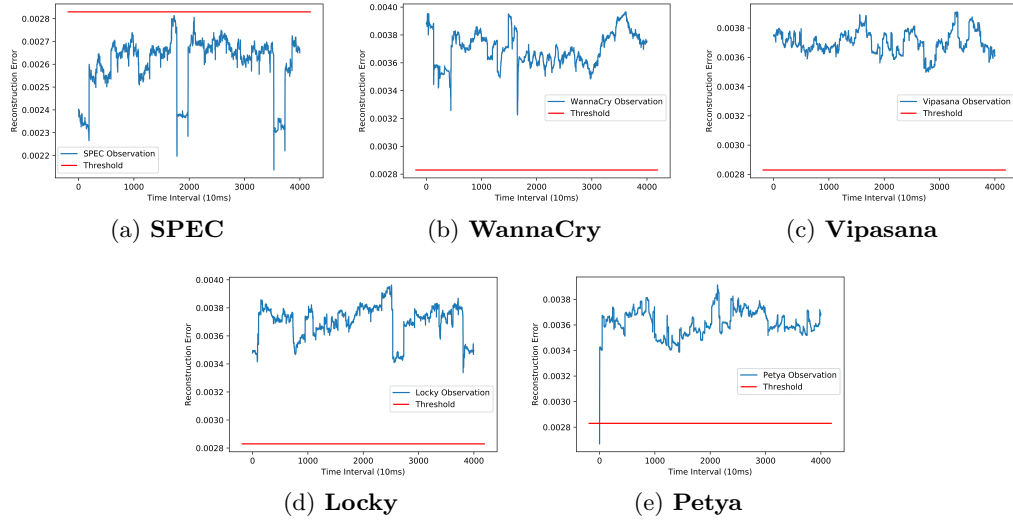 0.0028
0.0027
0.0026
0.0025
0.0024
0.0023
0.0022
Reconstruction Error
SPEC Observation
Threshold
0 1000 2000 3000 4000
Time Interval (10ms)
(a) SPEC
0.0040
0.0038
0.0036
0.0034
0.0032
0.0030
0.0028
Reconstruction Error
WannaCry Observation
Threshold
0 1000 2000 3000 4000
Time Interval (10ms)
(b) WannaCry
0.0038
0.0036
0.0034
0.0032
0.0030
0.0028
Reconstruction Error
Vipasana Observation
Threshold
0 1000 2000 3000 4000
Time Interval (10ms)
(c) Vipasana
0.0040
0.0038
0.0036
0.0034
0.0032
0.0030
0.0028
Reconstruction Error
Locky Observation
Threshold
0 1000 2000 3000 4000
Time Interval (10ms)
(d) Locky
0.0038
0.0036
0.0034
0.0032
0.0030
0.0028
Reconstruction Error
Petya Observation
Threshold
0 1000 2000 3000 4000
Time Interval (10ms)
(e) Petya